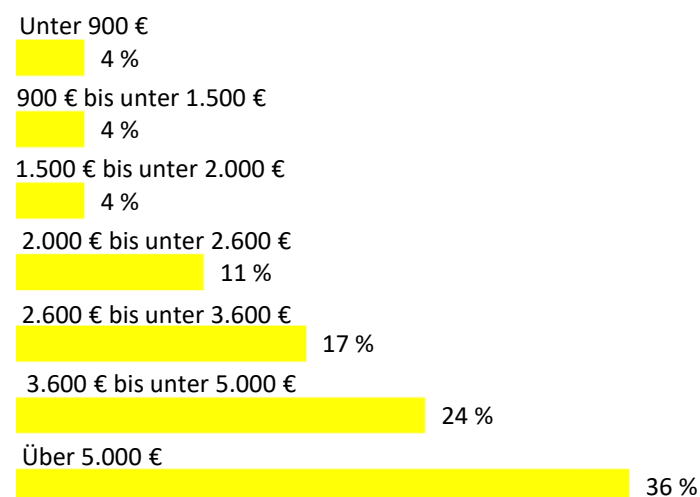 Unter 900 €
4 %
900 € bis unter 1.500 €
4 %
1.500 € bis unter 2.000 €
4 %
2.000 € bis unter 2.600 €
11 %
2.600 € bis unter 3.600 €
17 %
3.600 € bis unter 5.000 €
24 %
Über 5.000 €
36 %